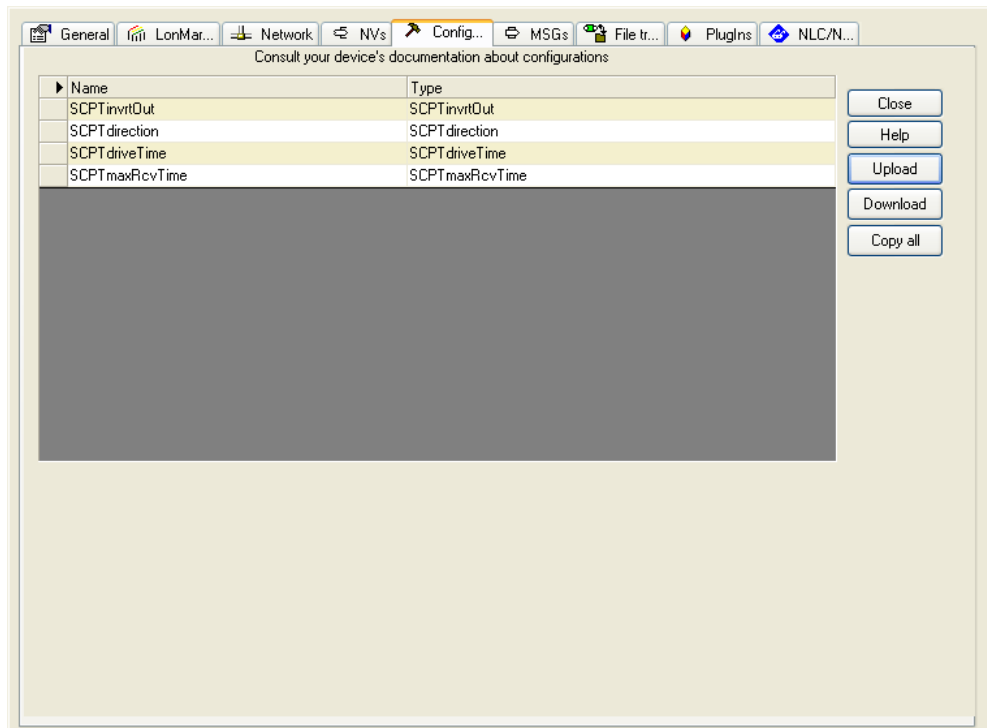 General LonMar... Network NVs Config... MSGs File tr... PlugIns NLC/N...
Consult your device's documentation about configurations
Name Type
SCPTinvrtOut SCPTinvrtOut
SCPTdirection SCPTdirection
SCPTdriveTime SCPTdriveTime
SCPTmaxRcvTime SCPTmaxRcvTime
Close
Help
Upload
Download
Copy all